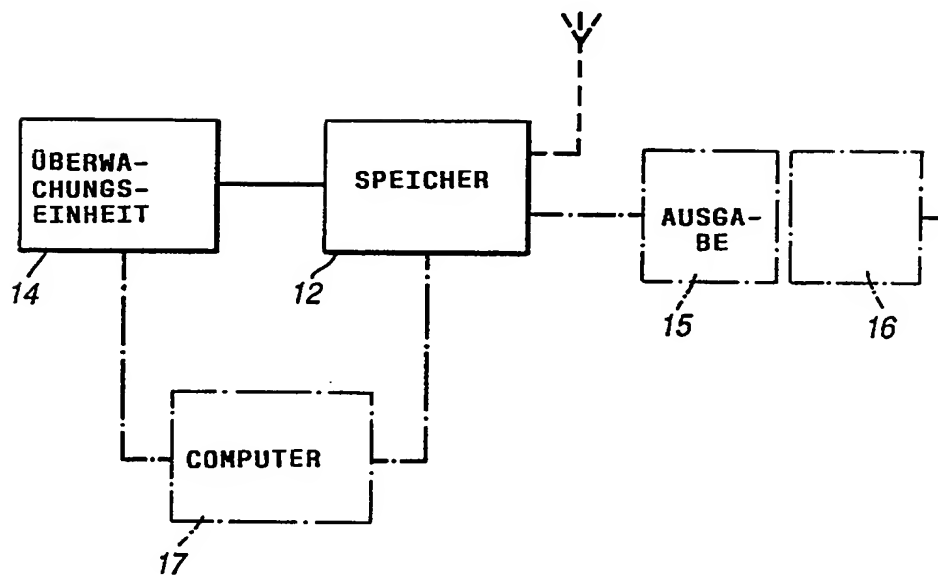 ÜBERWA-
CHUNGS-
EINHEIT
14
SPEICHER
12
AUSGA-
BE
15
16
COMPUTER
17